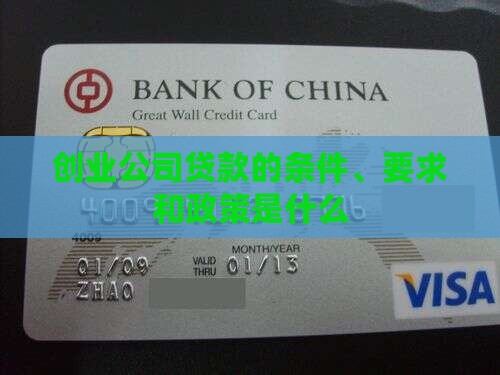 BANK OF CHINA
Great Wall Credit Card
创业公司贷款的条件、要求
和政策是什么
4009
4009
MONTH/YEAR
01/09 VALID THRU 01/13
ZHAO
VISA